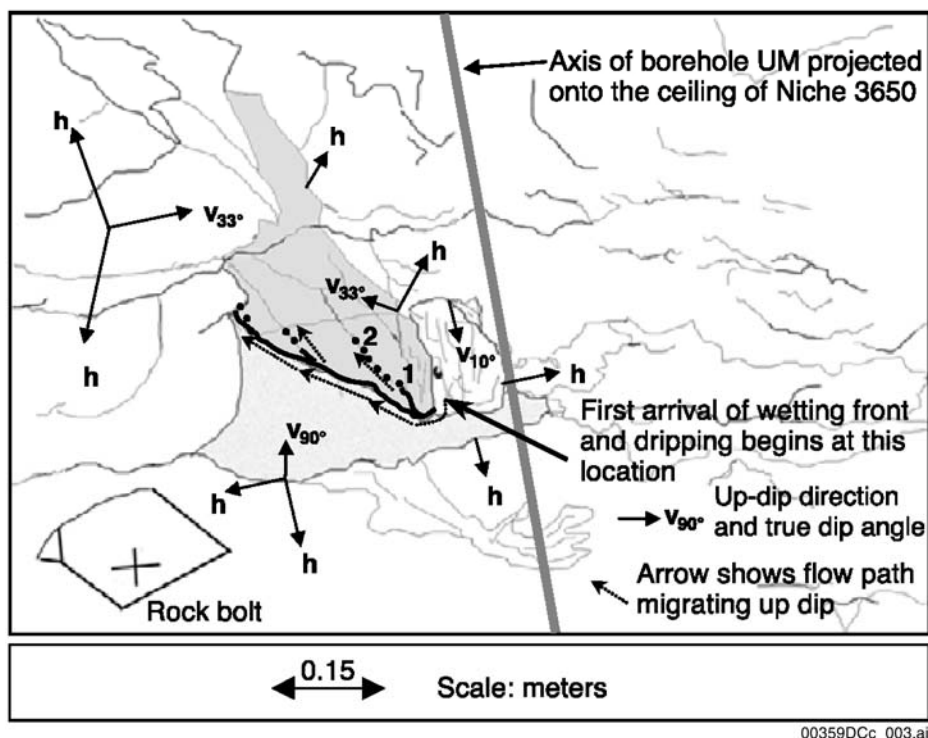 Axis of borehole UM projected
onto the ceiling of Niche 3650
h
h
v33°
h
v33°
2
v10°
1
h
h
First arrival of wetting front
and dripping begins at this
location
v90°
h
h
h
v90° Up-dip direction
and true dip angle
Arrow shows flow path
migrating up dip
Rock bolt
0.15
Scale: meters
00359DCc_003.ai